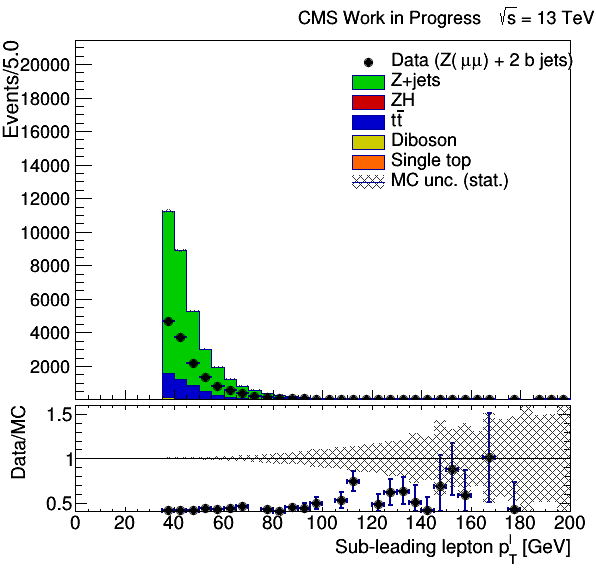 CMS Work in Progress √s = 13 TeV
Events/5.0
20000
18000
16000
14000
12000
10000
8000
6000
4000
2000
Data (Z(μμ) + 2 b jets)
Z+jets
ZH
tt̅
Diboson
Single top
MC unc. (stat.)
Data/MC
1.5
1
0.5
0 20 40 60 80 100 120 140 160 180 200
Sub-leading lepton p_T^l [GeV]